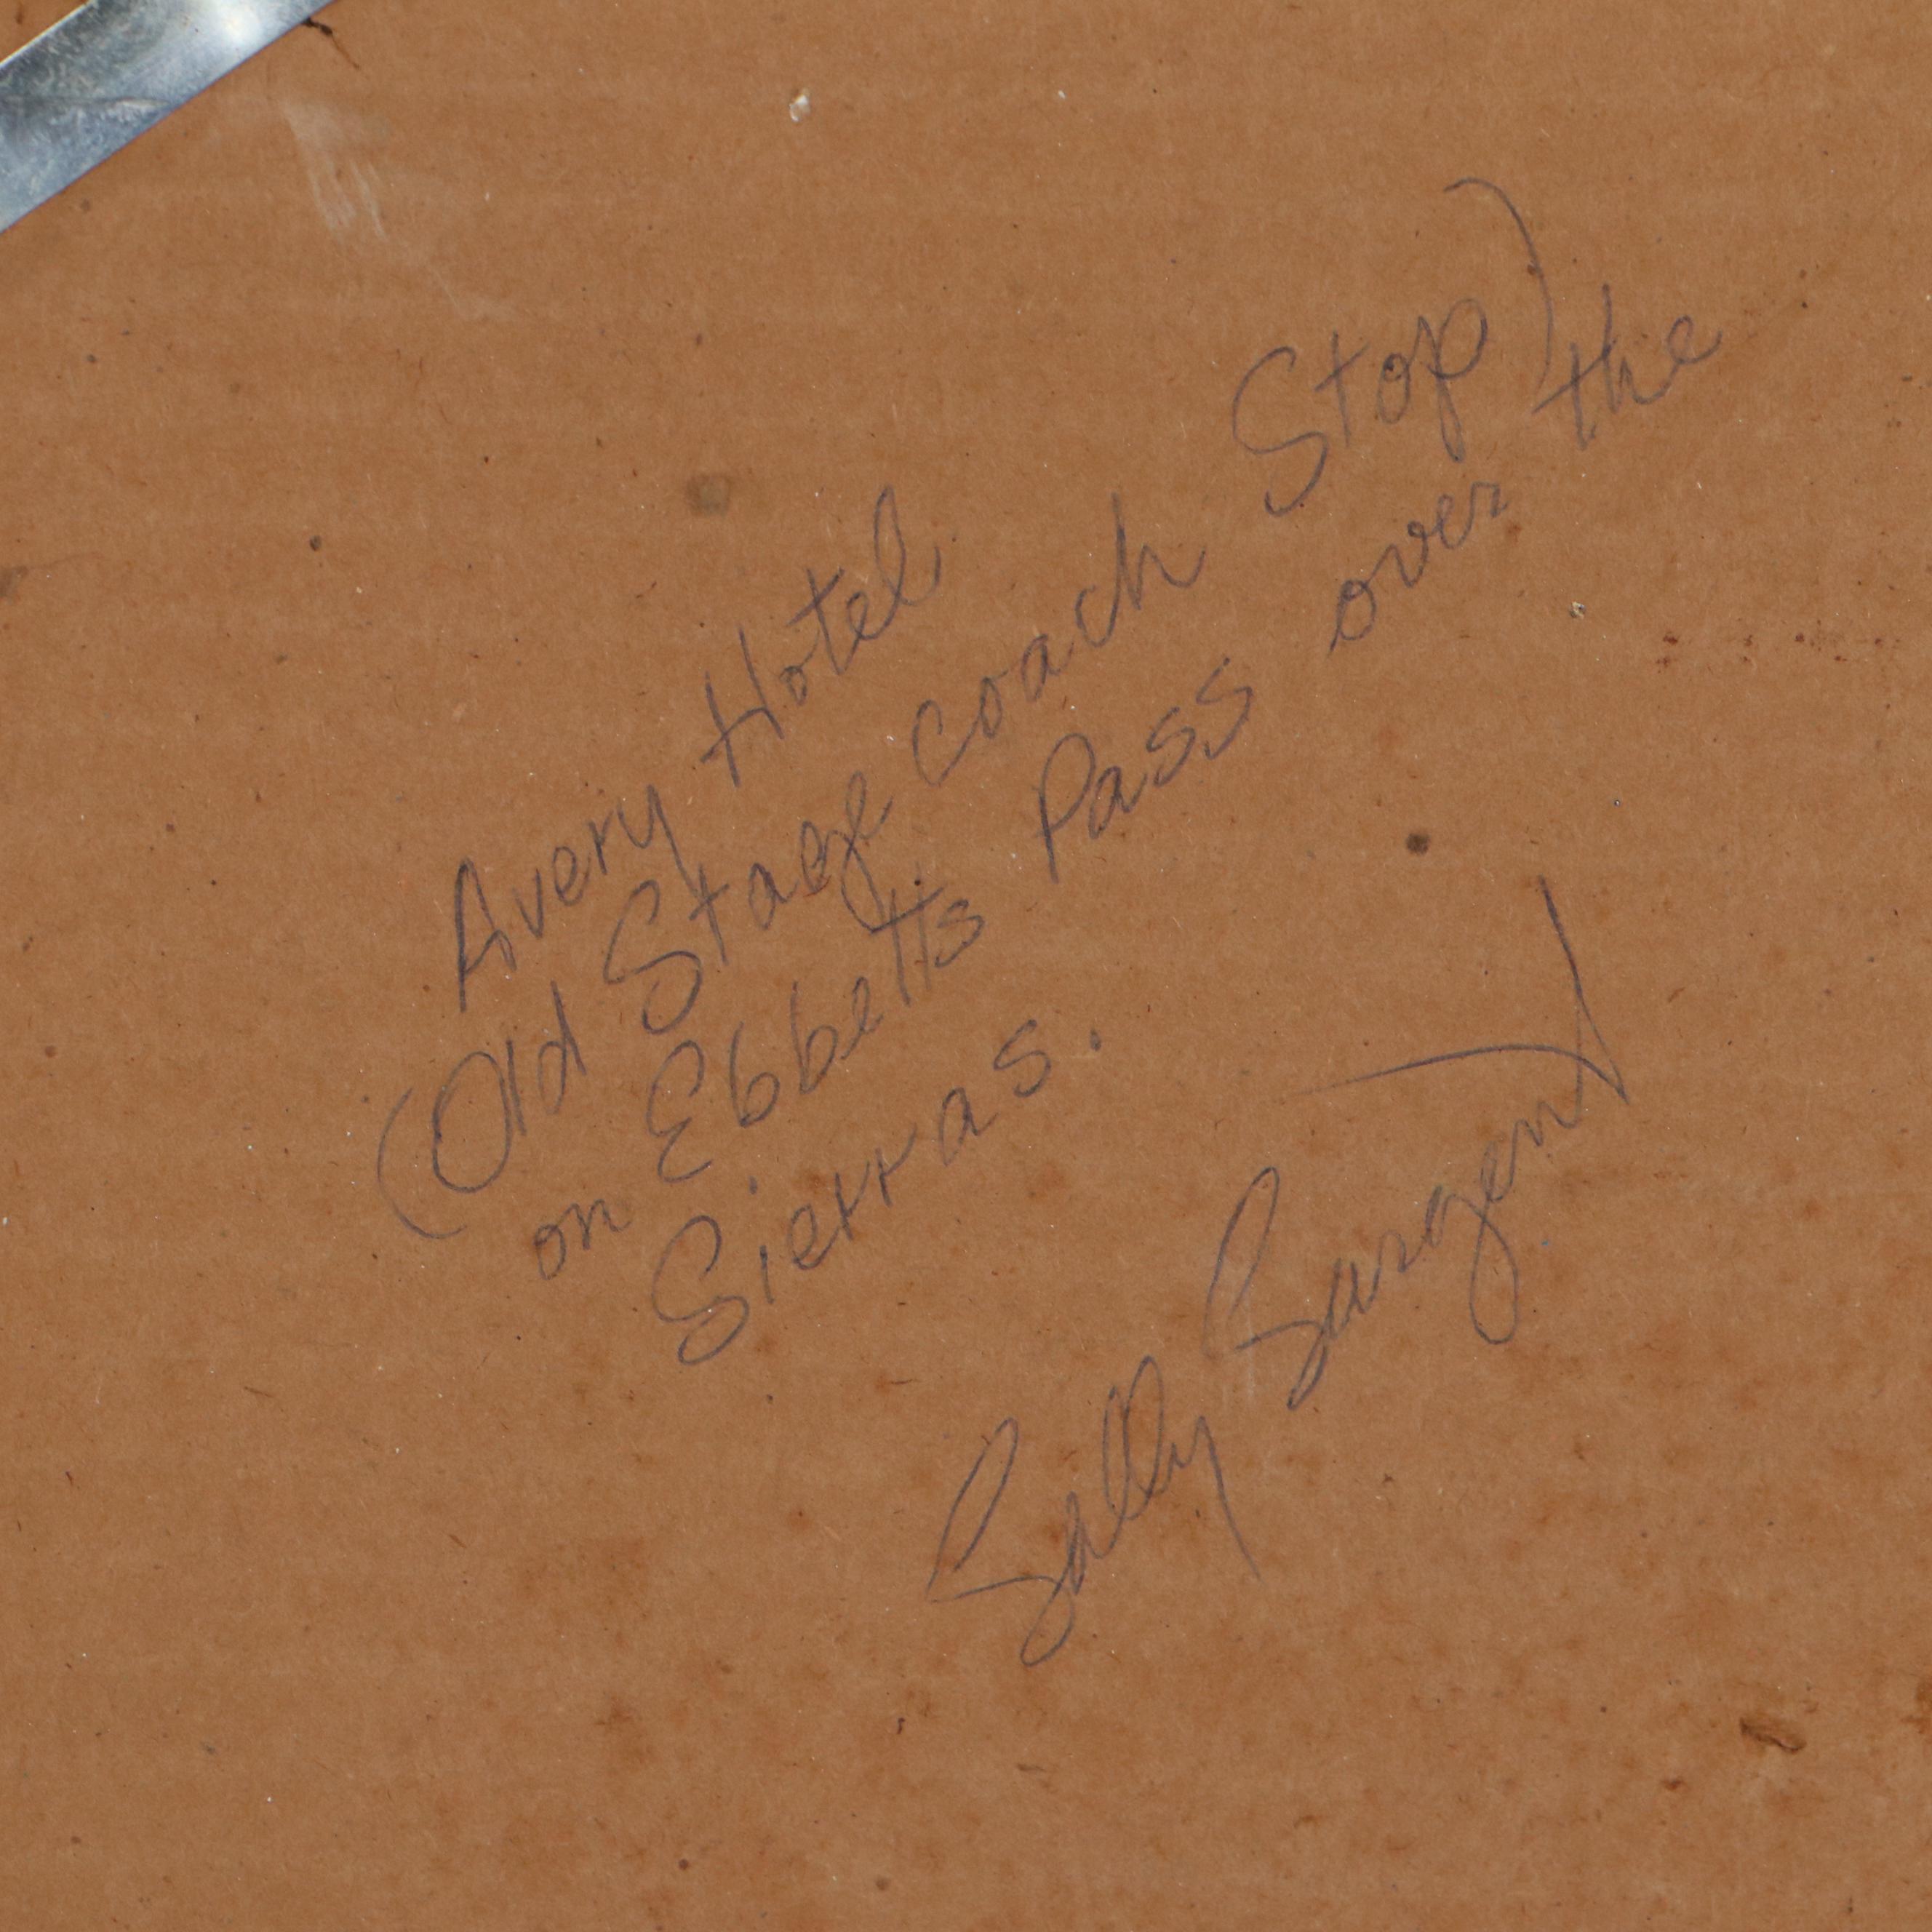 Avery Hotel
(Old Stage Coach Stop)
on Ebbetts Pass over the
Sierras.
Sally Sargent